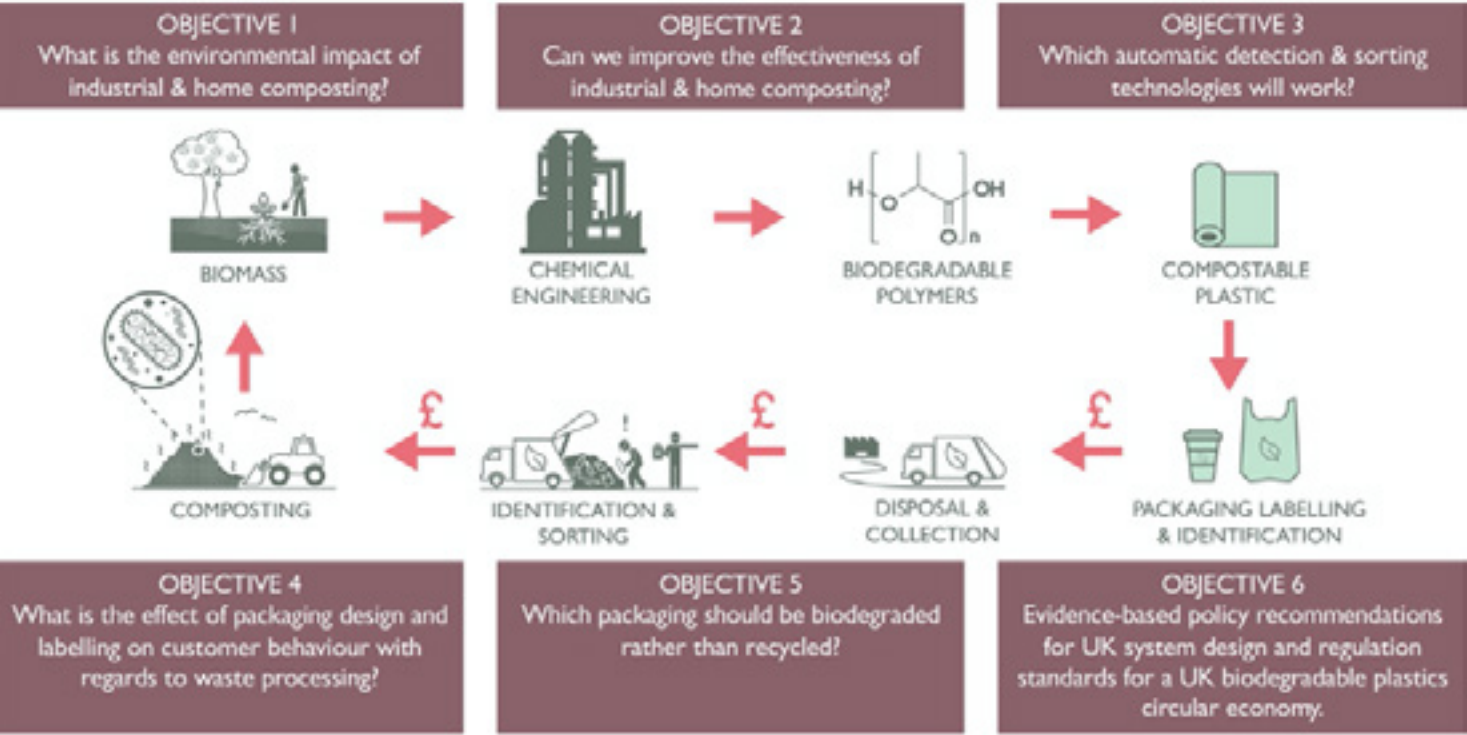 OBJECTIVE 1
What is the environmental impact of
industrial & home composting?
OBJECTIVE 2
Can we improve the effectiveness of
industrial & home composting?
OBJECTIVE 3
Which automatic detection & sorting
technologies will work?
BIOMASS
CHEMICAL
ENGINEERING
H
O
O
OH
n
BIODEGRADABLE
POLYMERS
COMPOSTABLE
PLASTIC
£
£
£
!
COMPOSTING
IDENTIFICATION &
SORTING
DISPOSAL &
COLLECTION
PACKAGING LABELLING
& IDENTIFICATION
OBJECTIVE 4
What is the effect of packaging design and
labelling on customer behaviour with
regards to waste processing?
OBJECTIVE 5
Which packaging should be biodegraded
rather than recycled?
OBJECTIVE 6
Evidence-based policy recommendations
for UK system design and regulation
standards for a UK biodegradable plastics
circular economy.